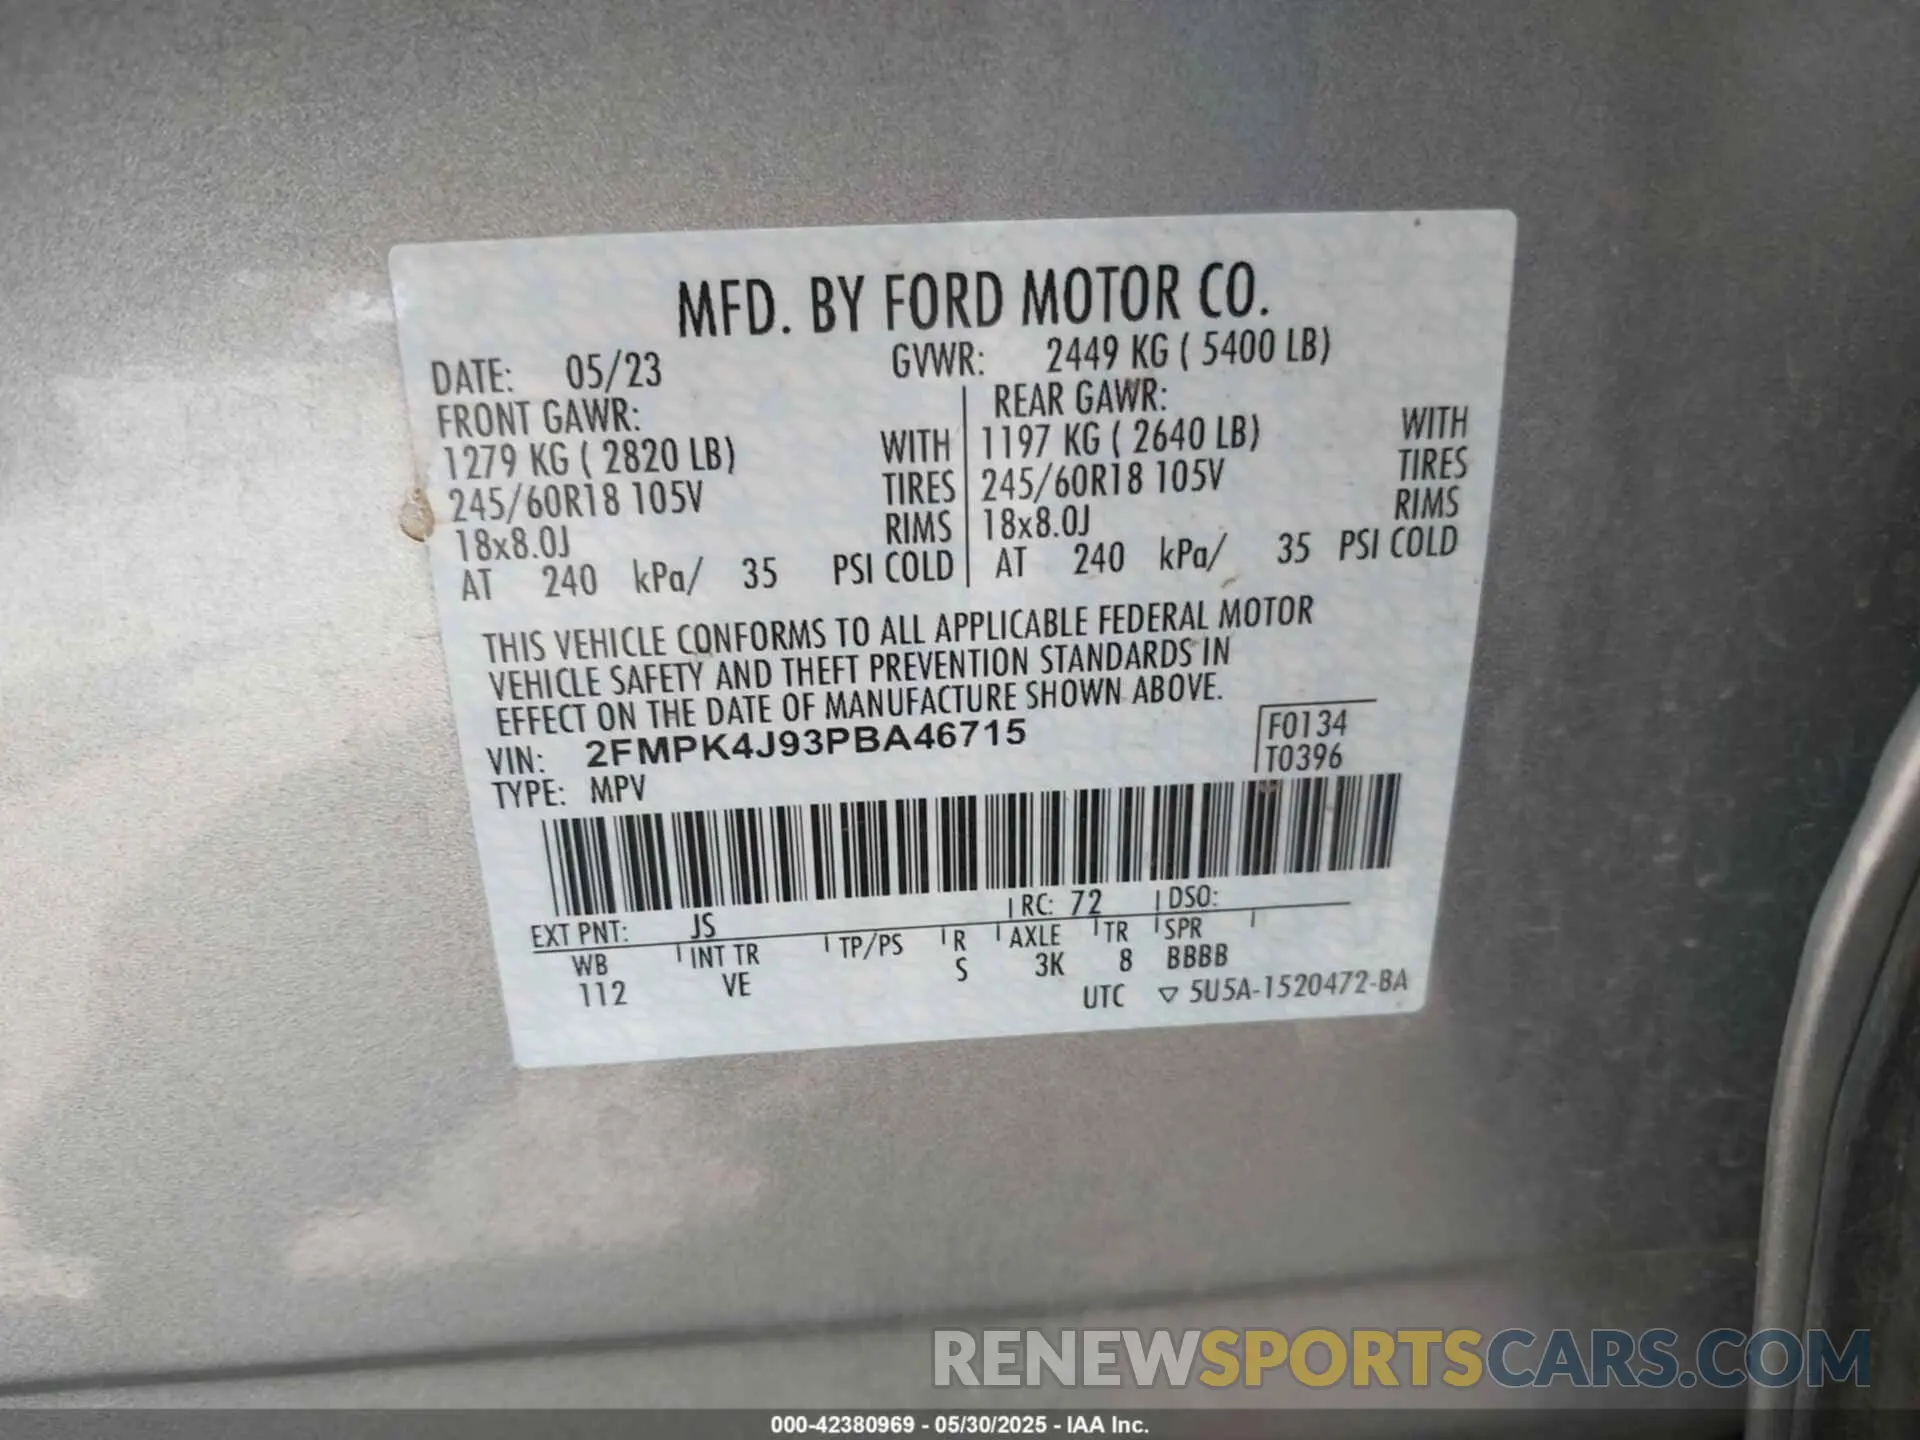 MFD. BY FORD MOTOR CO.
DATE: 05/23 GVWR: 2449 KG ( 5400 LB)
FRONT GAWR: REAR GAWR:
1279 KG ( 2820 LB) WITH 1197 KG ( 2640 LB) WITH
245/60R18 105V TIRES 245/60R18 105V TIRES
18x8.0J RIMS 18x8.0J RIMS
AT 240 kPa/ 35 PSI COLD AT 240 kPa/ 35 PSI COLD
THIS VEHICLE CONFORMS TO ALL APPLICABLE FEDERAL MOTOR
VEHICLE SAFETY AND THEFT PREVENTION STANDARDS IN
EFFECT ON THE DATE OF MANUFACTURE SHOWN ABOVE.
VIN: 2FMPK4J93PBA46715 F0134
TYPE: MPV T0396
EXT PNT: JS RC: 72 DSO:
WB INT TR TP/PS R AXLE TR SPR
112 VE S 3K 8 BBBB
UTC ▽ 5U5A-1520472-BA
RENEWSPORTSCARS.COM
000-42380969 - 05/30/2025 - IAA Inc.